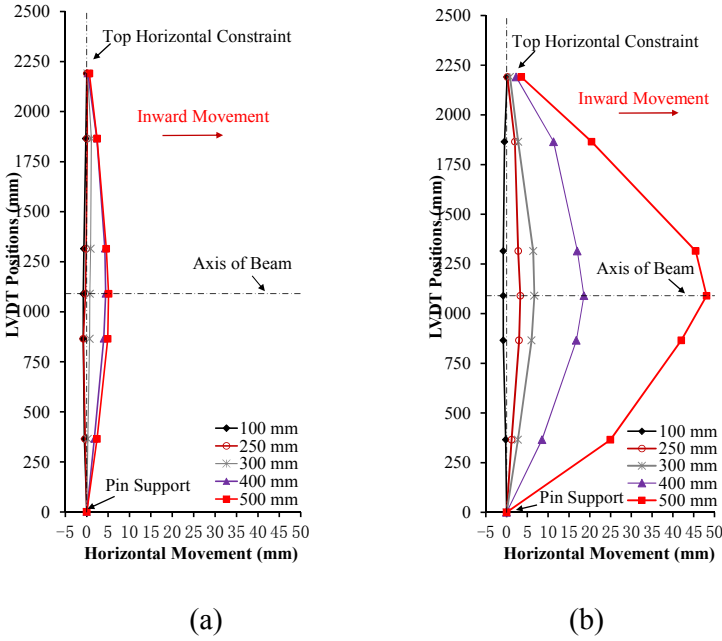 2500
2250
2000
1750
1500
1250
1000
750
500
250
0
LVDT Positions (mm)
Top Horizontal Constraint
Inward Movement
Axis of Beam
100 mm
250 mm
300 mm
400 mm
500 mm
Pin Support
−5 0 5 10 15 20 25 30 35 40 45 50
Horizontal Movement (mm)
(a)
2500
2250
2000
1750
1500
1250
1000
750
500
250
0
LVDT Positions (mm)
Top Horizontal Constraint
Inward Movement
Axis of Beam
100 mm
250 mm
300 mm
400 mm
500 mm
Pin Support
−5 0 5 10 15 20 25 30 35 40 45 50
Horizontal Movement (mm)
(b)